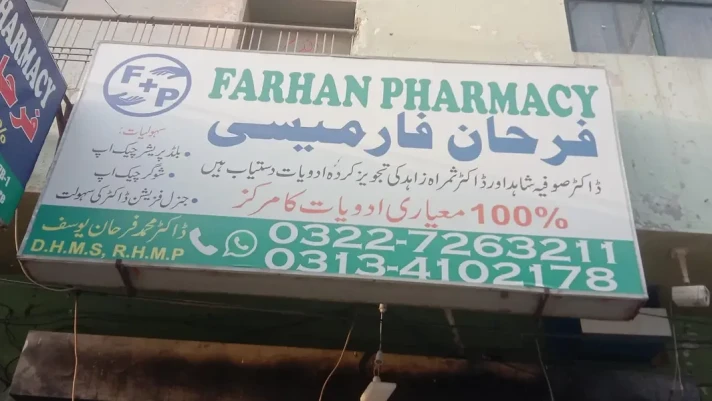 PHARMACY
F+P
FARHAN PHARMACY
فرحان فارمیسی
سہولیات:
• بلڈ پریشر چیک اپ
• شوگر چیک اپ
• جنرل فزیشن ڈاکٹر کی سہولت
ڈاکٹر صوفیہ شاہد اور ڈاکٹر ثمراہ زاہد کی تجویز کردہ ادویات دستیاب ہیں
100% معیاری ادویات کا مرکز
ڈاکٹر محمد فرحان یوسف
D.H.M.S, R.H.M.P
0322-7263211
0313-4102178